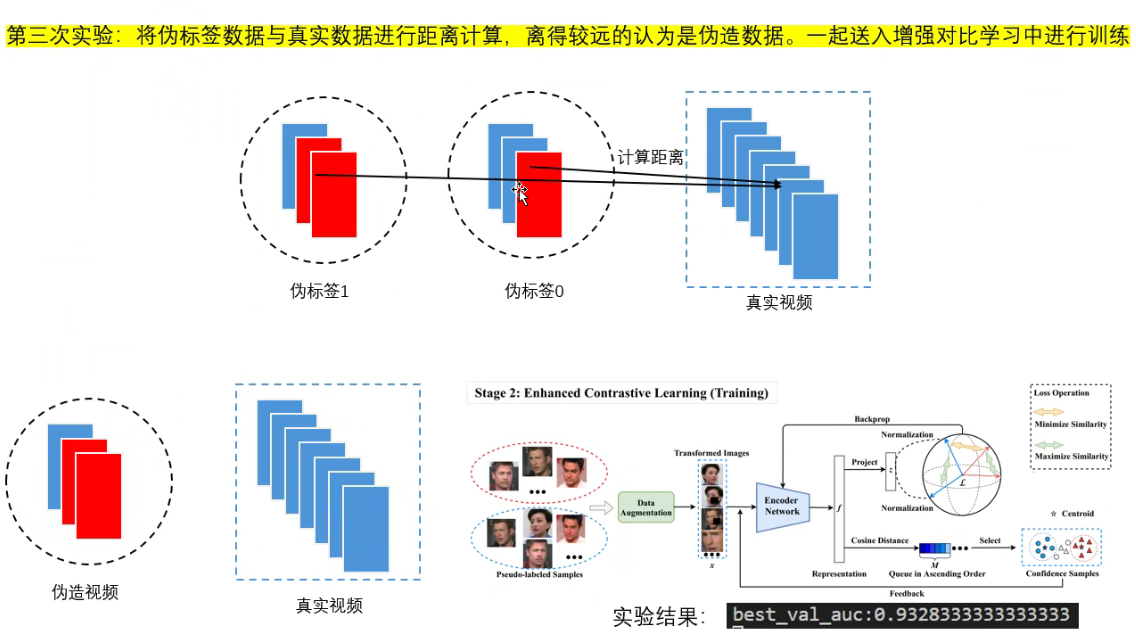 第三次实验：将伪标签数据与真实数据进行距离计算，离得较远的认为是伪造数据。一起送入增强对比学习中进行训练
计算距离
伪标签1
伪标签0
真实视频
伪造视频
真实视频
Stage 2: Enhanced Contrastive Learning (Training)
Pseudo-labeled Samples
Data
Augmentation
Transformed Images
x
Encoder
Network
Backprop
f
Representation
Project
z
Normalization
Normalization
L
Cosine Distance
M
Queue in Ascending Order
Select
Confidence Samples
Feedback
Loss Operation
Minimize Similarity
Maximize Similarity
☆ Centroid
实验结果：
best_val_auc:0.9328333333333333